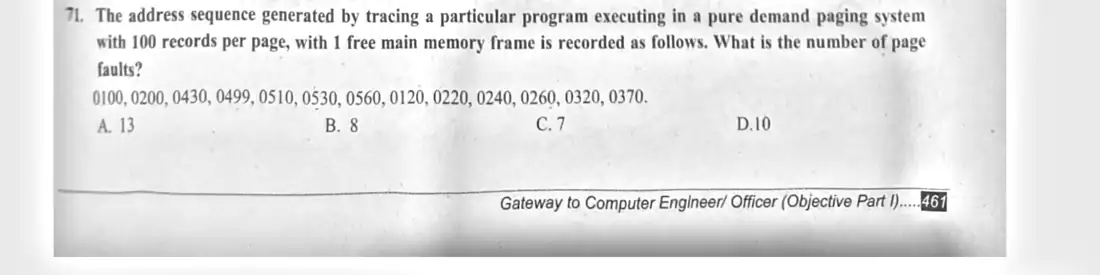 71. The address sequence generated by tracing a particular program executing in a pure demand paging system
with 100 records per page, with 1 free main memory frame is recorded as follows. What is the number of page
faults?
0100, 0200, 0430, 0499, 0510, 0530, 0560, 0120, 0220, 0240, 0260, 0320, 0370.
A. 13 B. 8 C. 7 D.10
Gateway to Computer Engineer/ Officer (Objective Part I).....461